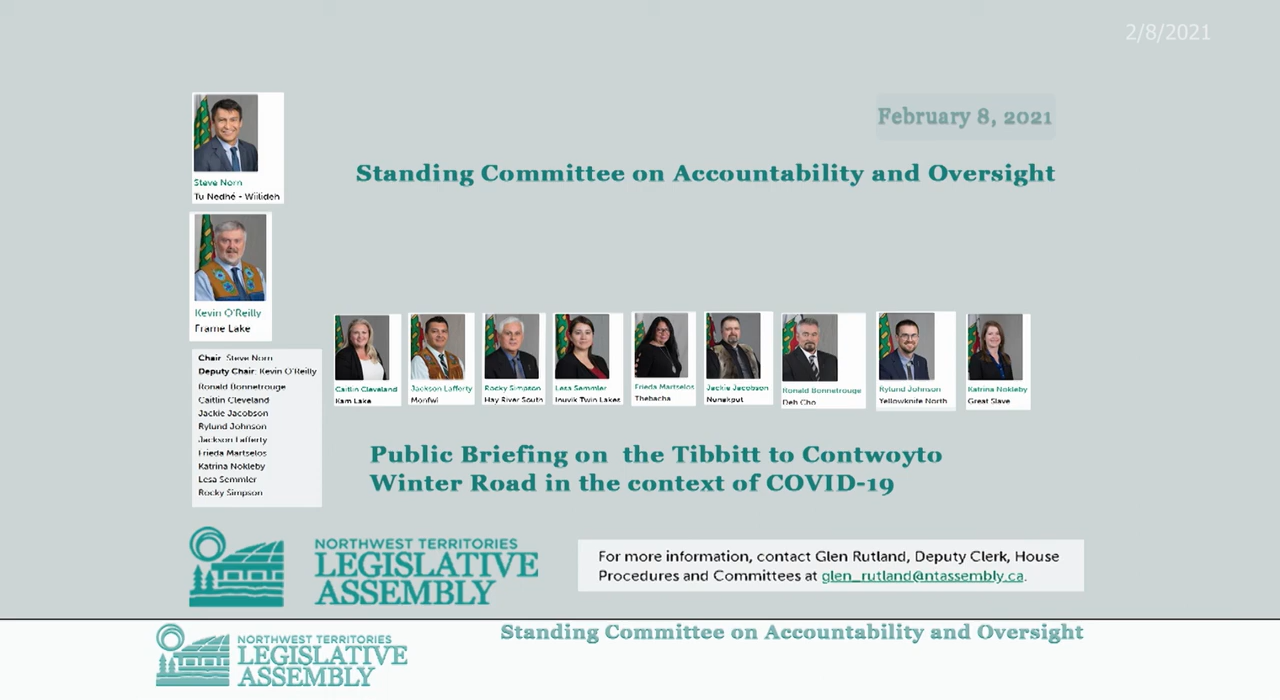 2/8/2021
February 8, 2021
Standing Committee on Accountability and Oversight
Steve Norn
Tu Nedhé - Wiilideh
Kevin O'Reilly
Frame Lake
Chair: Steve Norn
Deputy Chair: Kevin O'Reilly
Ronald Bonnetrouge
Caitlin Cleveland
Jackie Jacobson
Rylund Johnson
Jackson Lafferty
Frieda Martselos
Katrina Nokleby
Lesa Semmler
Rocky Simpson
Caitlin Cleveland
Kam Lake
Jackson Lafferty
Monfwi
Rocky Simpson
Hay River South
Lesa Semmler
Inuvik Twin Lakes
Frieda Martselos
Thebacha
Jackie Jacobson
Nunakput
Ronald Bonnetrouge
Deh Cho
Rylund Johnson
Yellowknife North
Katrina Nokleby
Great Slave
Public Briefing on the Tibbitt to Contwoyto
Winter Road in the context of COVID-19
NORTHWEST TERRITORIES
LEGISLATIVE
ASSEMBLY
For more information, contact Glen Rutland, Deputy Clerk, House
Procedures and Committees at glen_rutland@ntassembly.ca.
NORTHWEST TERRITORIES
LEGISLATIVE
ASSEMBLY
Standing Committee on Accountability and Oversight